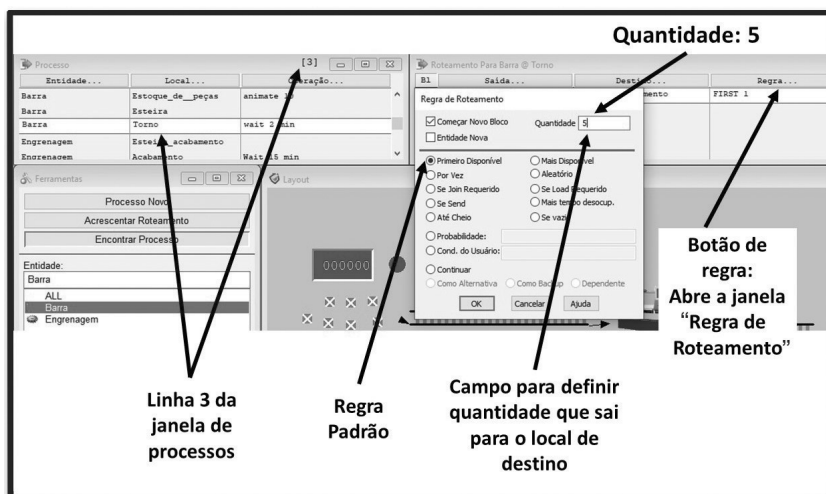 Quantidade: 5
Processo
[3]
Roteamento Para Barra @ Torno
Entidade... Local... Operação...
Barra Estoque_de__peças animate 10
Barra Esteira
Barra Torno wait 2 min
Engrenagem Esteira_acabamento
Engrenagem Acabamento Wait 15 min
B1 Saída... Destino... Regra...
FIRST 1
Regra de Roteamento
Começar Novo Bloco Quantidade 5
Entidade Nova
Primeiro Disponível Mais Disponível
Por Vez Aleatório
Se Join Requerido Se Load Requerido
Se Send Mais tempo desocup.
Até Cheio Se vazio
Probabilidade:
Cond. do Usuário:
Continuar
Como Alternativa Como Backup Dependente
OK Cancelar Ajuda
Ferramentas
Processo Novo
Acrescentar Roteamento
Encontrar Processo
Entidade:
Barra
ALL
Barra
Engrenagem
Layout
000000
Botão de
regra:
Abre a janela
“Regra de
Roteamento”
Linha 3 da
janela de
processos
Regra
Padrão
Campo para definir
quantidade que sai
para o local de
destino